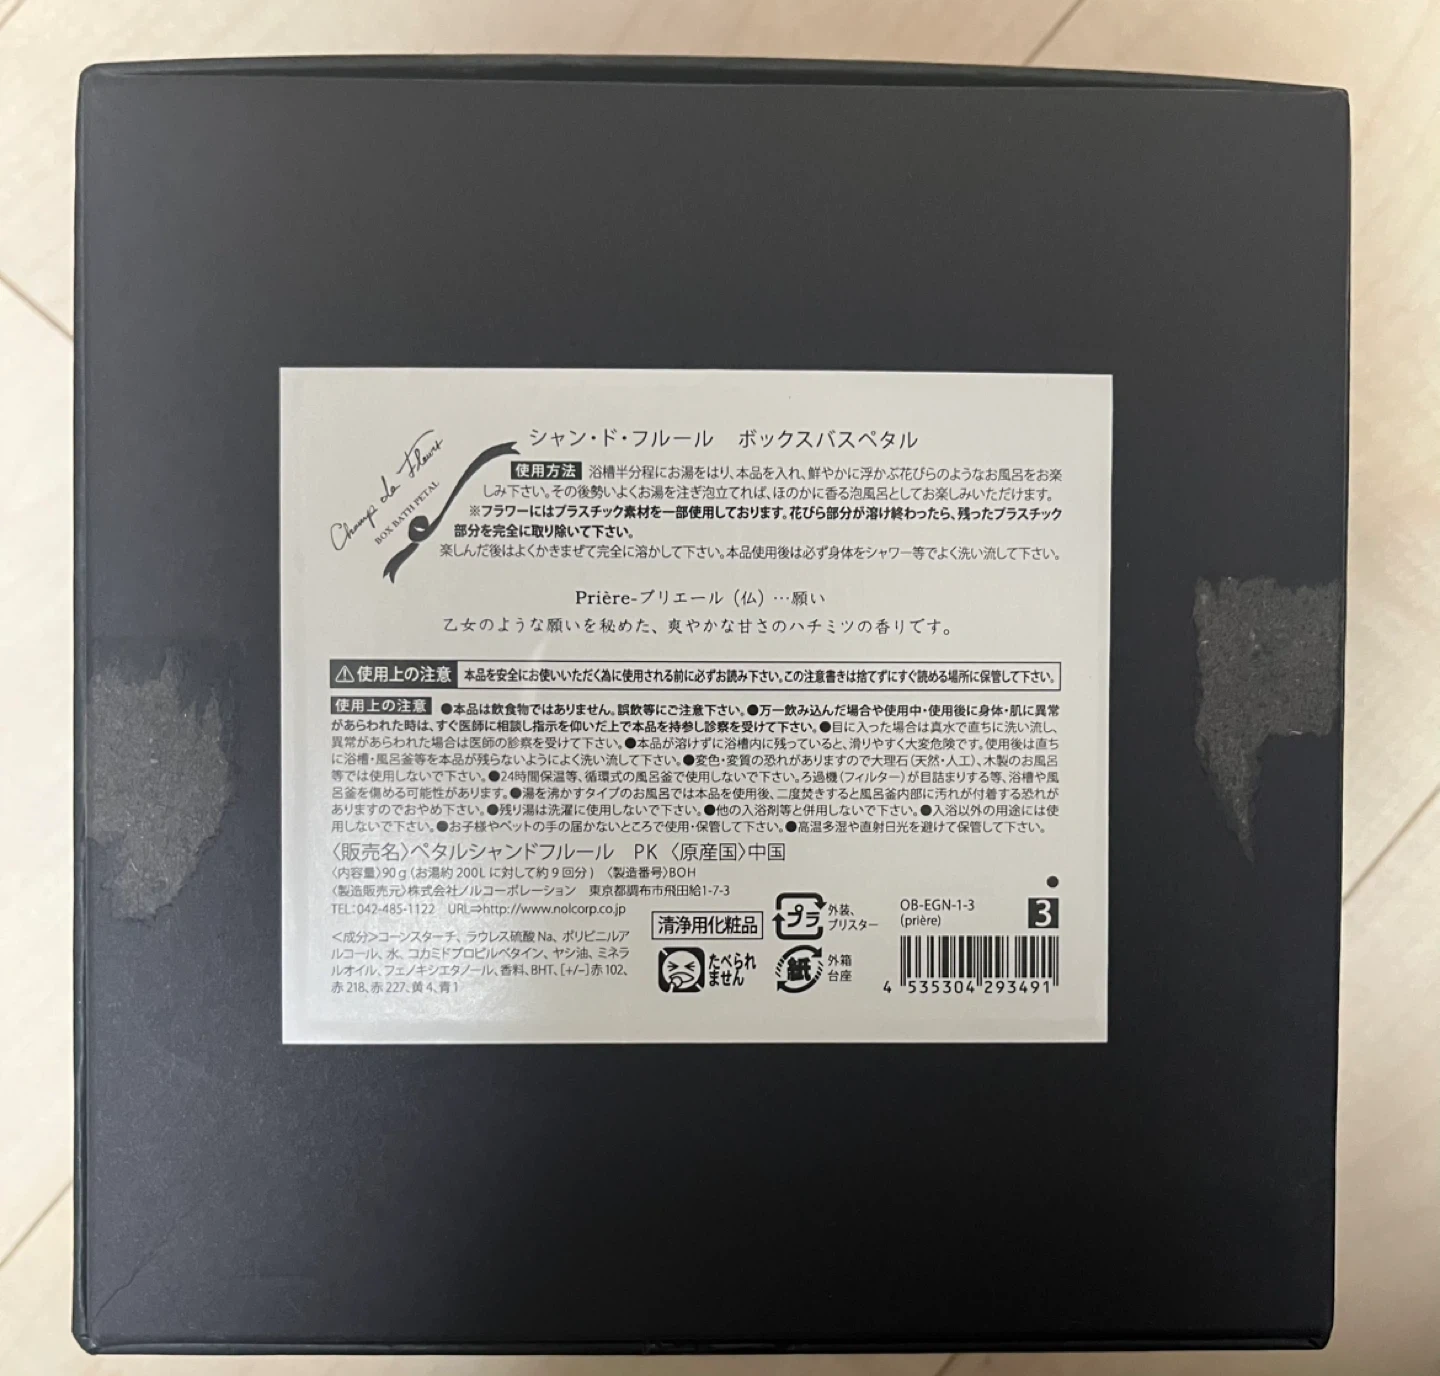 シャン・ド・フルール ボックスバスペタル
Champ de Fleurs
BOX BATH PETAL
使用方法 浴槽半分程にお湯をはり、本品を入れ、鮮やかに浮かぶ花びらのようなお風呂をお楽
しみ下さい。その後勢いよくお湯を注ぎ泡立てれば、ほのかに香る泡風呂としてお楽しみいただけます。
※フラワーにはプラスチック素材を一部使用しております。花びら部分が溶け終わったら、残ったプラスチック
部分を完全に取り除いて下さい。
楽しんだ後はよくかきまぜて完全に溶かして下さい。本品使用後は必ず身体をシャワー等でよく洗い流して下さい。
Prière-プリエール（仏）…願い
乙女のような願いを秘めた、爽やかな甘さのハチミツの香りです。
⚠使用上の注意 本品を安全にお使いいただく為に使用される前に必ずお読み下さい。この注意書きは捨てずにすぐ読める場所に保管して下さい。
使用上の注意 ●本品は飲食物ではありません。誤飲等にご注意下さい。●万一飲み込んだ場合や使用中・使用後に身体・肌に異常
があらわれた時は、すぐ医師に相談し指示を仰いだ上で本品を持参し診察を受けて下さい。●目に入った場合は真水で直ちに洗い流し、
異常があらわれた場合は医師の診察を受けて下さい。●本品が溶けずに浴槽内に残っていると、滑りやすく大変危険です。使用後は直ち
に浴槽・風呂釜等を本品が残らないようによく洗い流して下さい。●変色・変質の恐れがありますので大理石（天然・人工）、木製のお風呂
等では使用しないで下さい。●24時間保温等、循環式の風呂釜で使用しないで下さい。ろ過機（フィルター）が目詰まりする等、浴槽や風
呂釜を傷める可能性があります。●湯を沸かすタイプのお風呂では本品を使用後、二度焚きすると風呂釜内部に汚れが付着する恐れが
ありますのでおやめ下さい。●残り湯は洗濯に使用しないで下さい。●他の入浴剤等と併用しないで下さい。●入浴以外の用途には使
用しないで下さい。●お子様やペットの手の届かないところで使用・保管して下さい。●高温多湿や直射日光を避けて保管して下さい。
〈販売名〉ペタルシャンドフルール PK〈原産国〉中国
〈内容量〉90g（お湯約200Lに対して約9回分）〈製造番号〉BOH
〈製造販売元〉株式会社ノルコーポレーション 東京都調布市飛田給1-7-3
TEL:042-485-1122 URL⇒http://www.nolcorp.co.jp
＜成分＞コーンスターチ、ラウレス硫酸Na、ポリビニルア
ルコール、水、コカミドプロピルベタイン、ヤシ油、ミネラ
ルオイル、フェノキシエタノール、香料、BHT、[+/−]赤102、
赤218、赤227、黄4、青1
清浄用化粧品
たべられ
ません
プラ
外装、
ブリスター
紙
外箱
台座
OB-EGN-1-3
(prière)
3
4 535304 293491